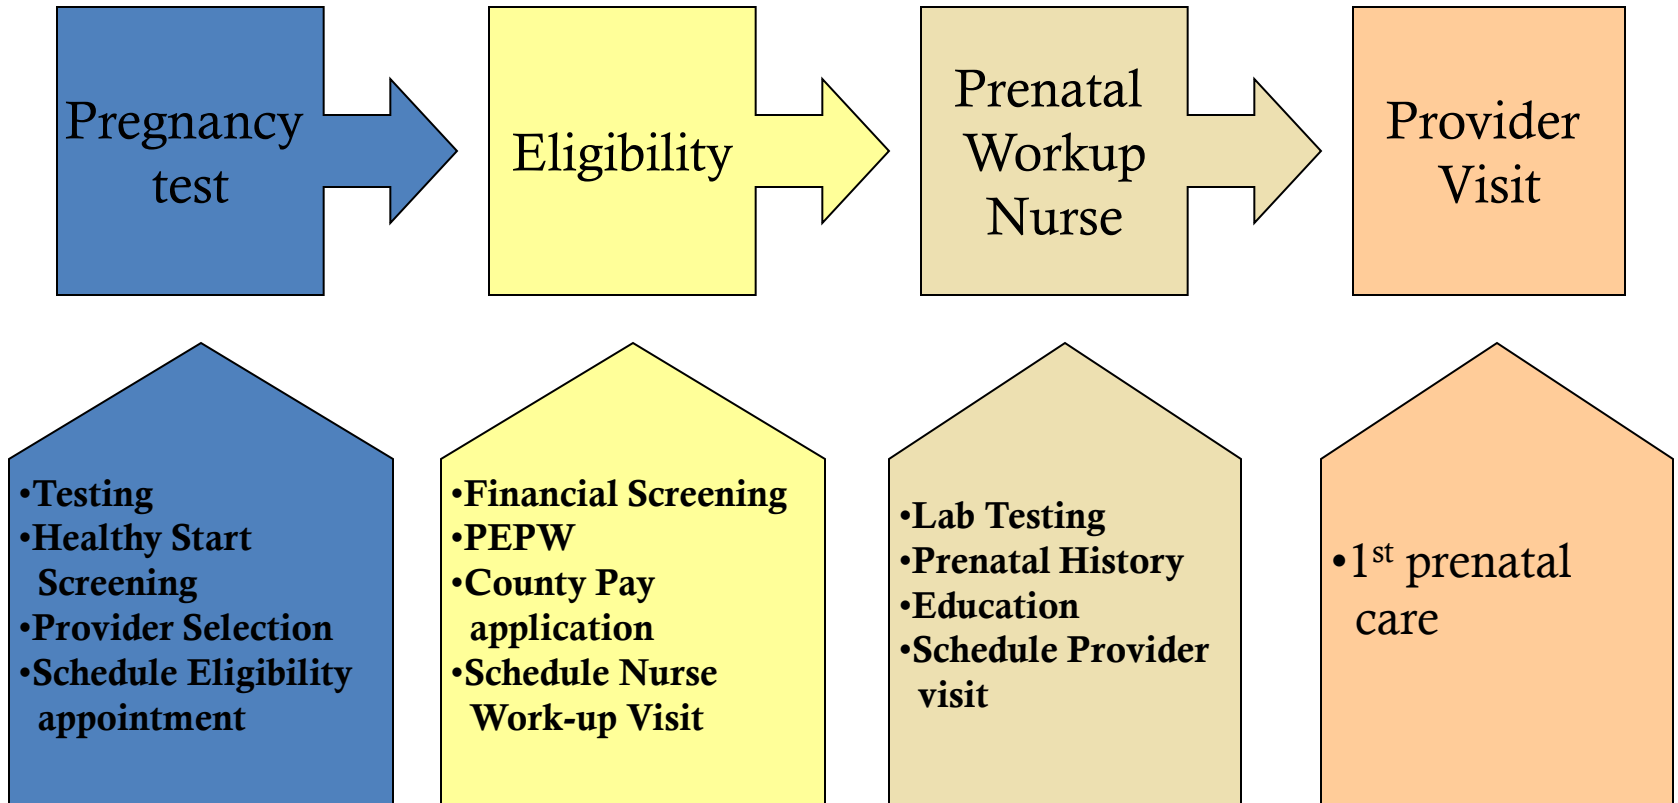 Pregnancy
test
Eligibility
Prenatal
Workup
Nurse
Provider
Visit
•Testing
•Healthy Start
Screening
•Provider Selection
•Schedule Eligibility
appointment
•Financial Screening
•PEPW
•County Pay
application
•Schedule Nurse
Work-up Visit
•Lab Testing
•Prenatal History
•Education
•Schedule Provider
visit
•1st prenatal
care